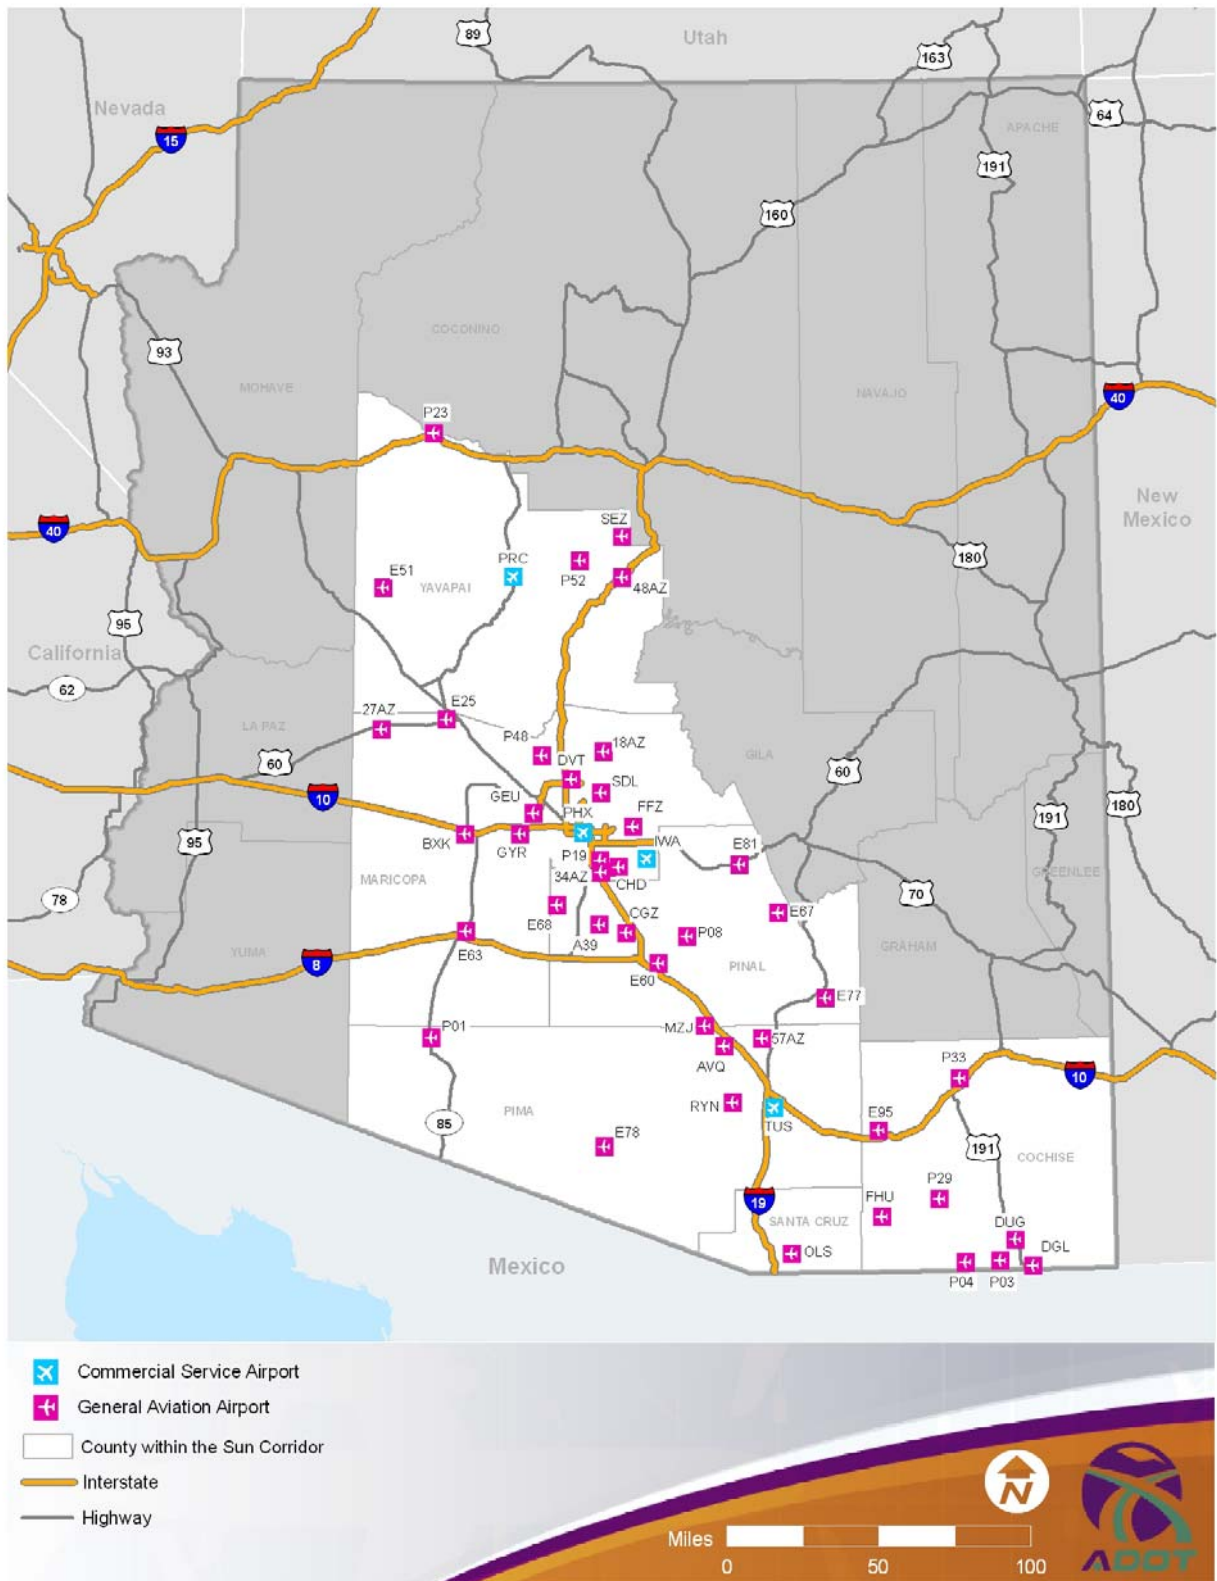 89
Utah
163
Nevada
64
15
APACHE
191
160
COCONINO
93
MOHAVE
NAVAJO
40
P23
New
Mexico
40
SEZ
180
PRC
E51
P52
YAVAPAI
48AZ
95
California
62
27AZ
E25
LA PAZ
P48
18AZ
GILA
60
DVT
60
SDL
10
GEU
PHX
FFZ
180
191
BXK
GYR
IWA
E81
95
P19
34AZ
CHD
MARICOPA
GREENLEE
78
70
E68
CGZ
E67
A39
P08
YUMA
E63
GRAHAM
8
E60
PINAL
E77
P01
MZJ
57AZ
AVQ
P33
10
RYN
PIMA
85
TUS
E95
E78
191
COCHISE
P29
19
FHU
SANTA CRUZ
DUG
OLS
DGL
Mexico
P04
P03
Commercial Service Airport
General Aviation Airport
County within the Sun Corridor
Interstate
Highway
N
Miles
0
50
100
ADOT